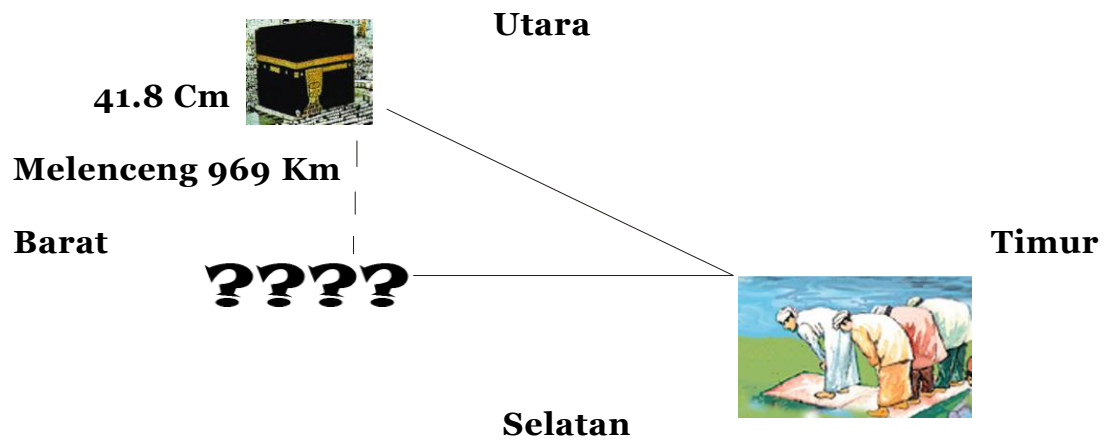 Utara
41.8 Cm
Melenceng 969 Km
Barat
Timur
????
Selatan